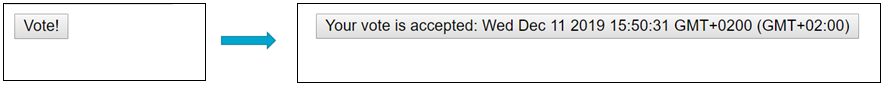 Vote!
Your vote is accepted: Wed Dec 11 2019 15:50:31 GMT+0200 (GMT+02:00)